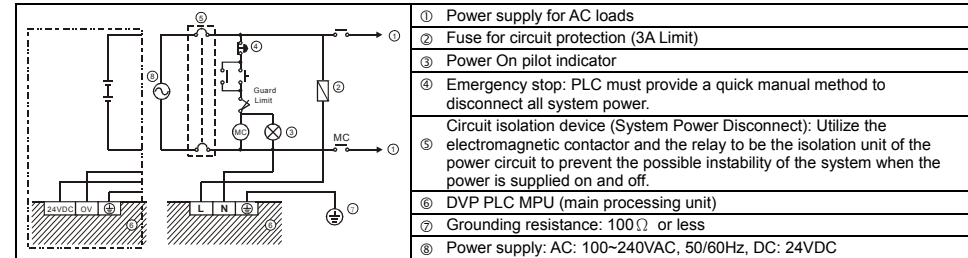 ⑤
①
④
⑧
Guard
Limit
②
MC
③
MC
①
24VDC 0V
L N
⑦
⑥
⑥
① Power supply for AC loads
② Fuse for circuit protection (3A Limit)
③ Power On pilot indicator
④ Emergency stop: PLC must provide a quick manual method to
disconnect all system power.
Circuit isolation device (System Power Disconnect): Utilize the
⑤ electromagnetic contactor and the relay to be the isolation unit of the
power circuit to prevent the possible instability of the system when the
power is supplied on and off.
⑥ DVP PLC MPU (main processing unit)
⑦ Grounding resistance: 100Ω or less
⑧ Power supply: AC: 100~240VAC, 50/60Hz, DC: 24VDC